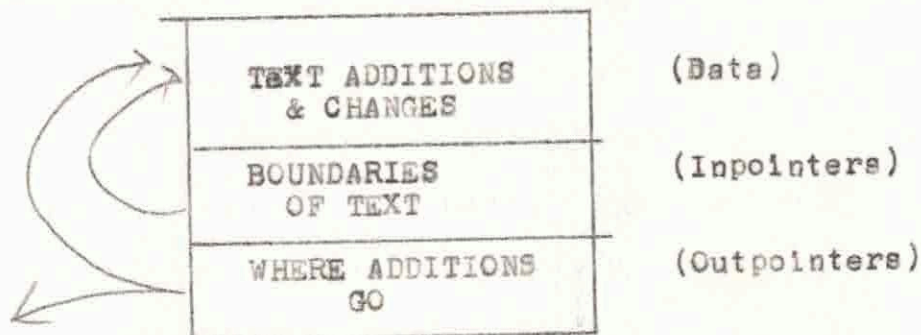 TEXT ADDITIONS
& CHANGES
(Data)
BOUNDARIES
OF TEXT
(Inpointers)
WHERE ADDITIONS
GO
(Outpointers)